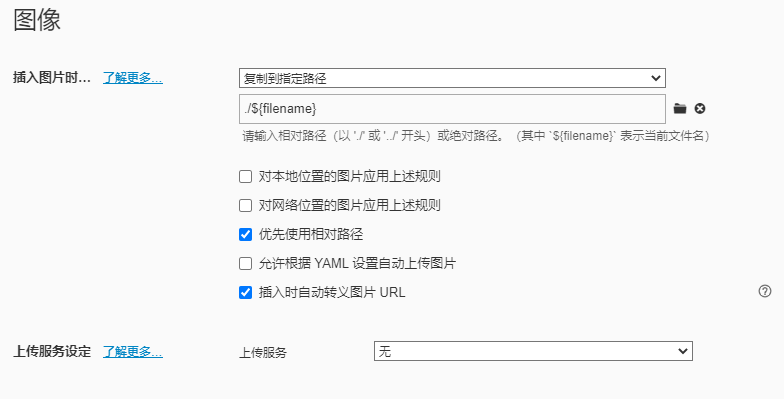 图像
插入图片时... 了解更多... 复制到指定路径
./${filename}
请输入相对路径（以 './' 或 '../' 开头）或绝对路径。（其中 `${filename}` 表示当前文件名）
对本地位置的图片应用上述规则
对网络位置的图片应用上述规则
优先使用相对路径
允许根据 YAML 设置自动上传图片
插入时自动转义图片 URL
上传服务设定 了解更多... 上传服务 无